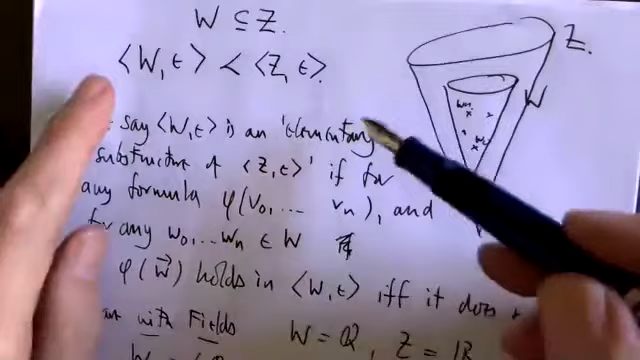 W ⊆ Z.
⟨W, ∈⟩ ≺ ⟨Z, ∈⟩.
Z.
W
say ⟨W, ∈⟩ is an 'elementary
substructure of ⟨Z, ∈⟩' if for
any formula φ(v₀, ... vₙ), and
for any w₀, ... wₙ ∈ W
φ(w⃗) holds in ⟨W, ∈⟩ iff it does
with Fields W = ℚ, Z = ℝ